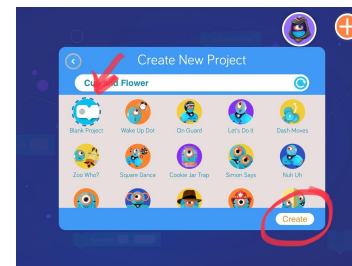 Create New Project
and Flower
Blank Project Wake Up Dot On Guard Let's Do It Dash Moves
Zoo Who? Square Dance Cookie Jar Trap Simon Says Nuh Uh
Create